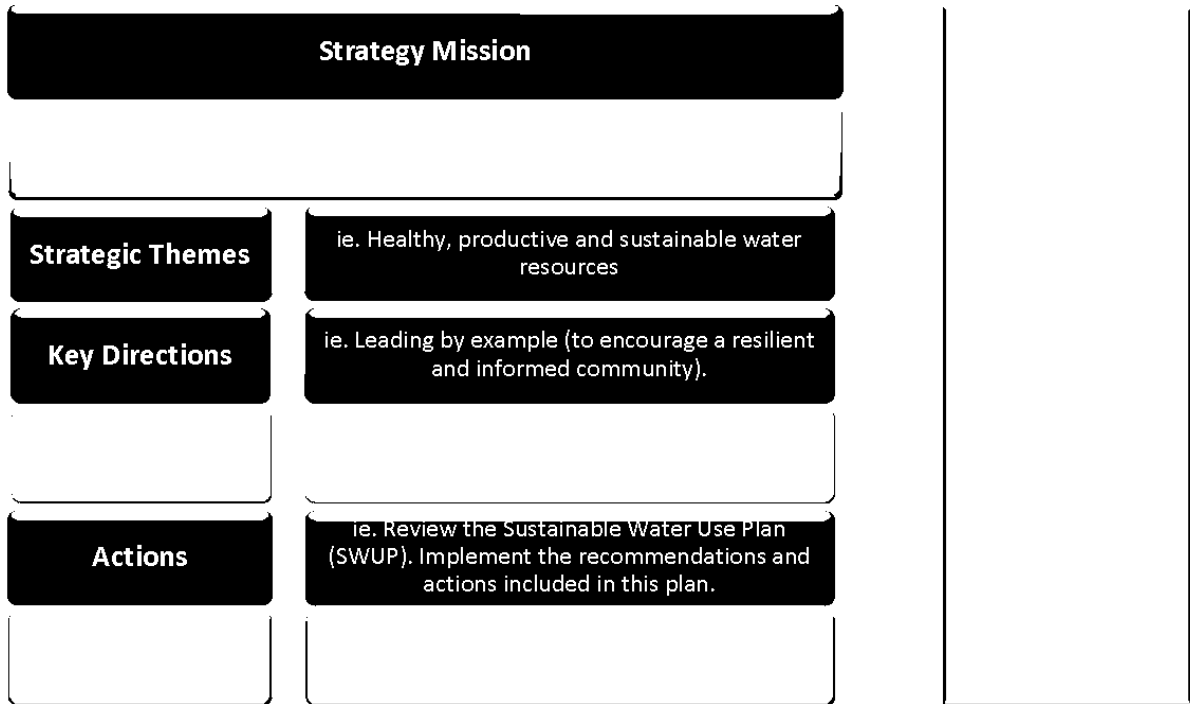 Strategy Mission
Strategic Themes
ie. Healthy, productive and sustainable water
resources
Key Directions
ie. Leading by example (to encourage a resilient
and informed community).
Actions
ie. Review the Sustainable Water Use Plan
(SWUP). Implement the recommendations and
actions included in this plan.